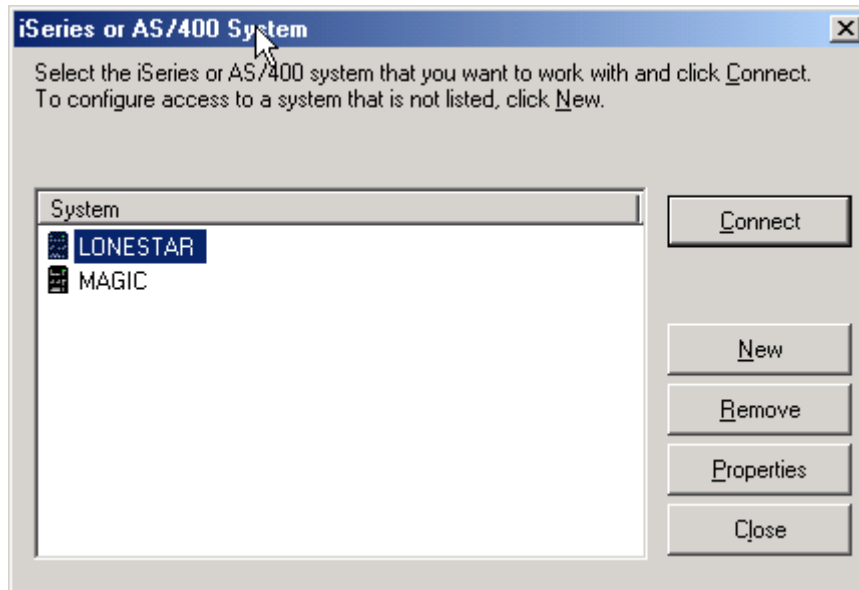 iSeries or AS/400 System
Select the iSeries or AS/400 system that you want to work with and click Connect.
To configure access to a system that is not listed, click New.
System
LONESTAR
MAGIC
Connect
New
Remove
Properties
Close